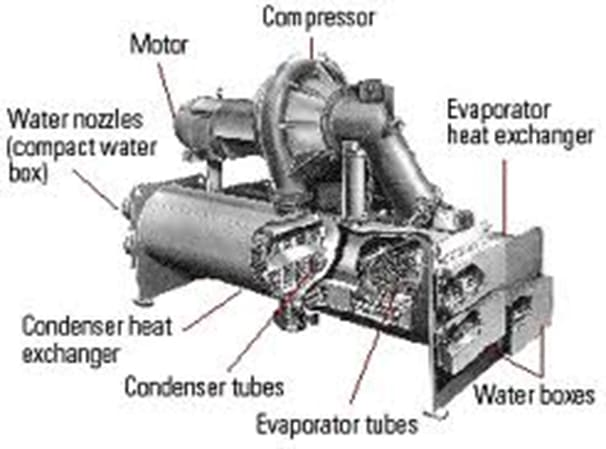 Compressor
Motor
Water nozzles
(compact water
box)
Evaporator
heat exchanger
Condenser heat
exchanger
Condenser tubes
Evaporator tubes
Water boxes